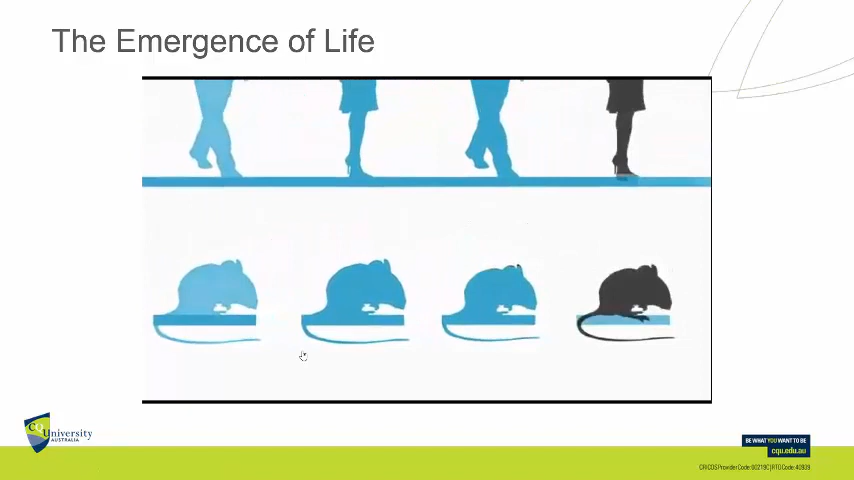 The Emergence of Life
CQUniversity
AUSTRALIA
BE WHAT YOU WANT TO BE
cqu.edu.au
CRICOS Provider Code: 00219C | RTO Code: 40939